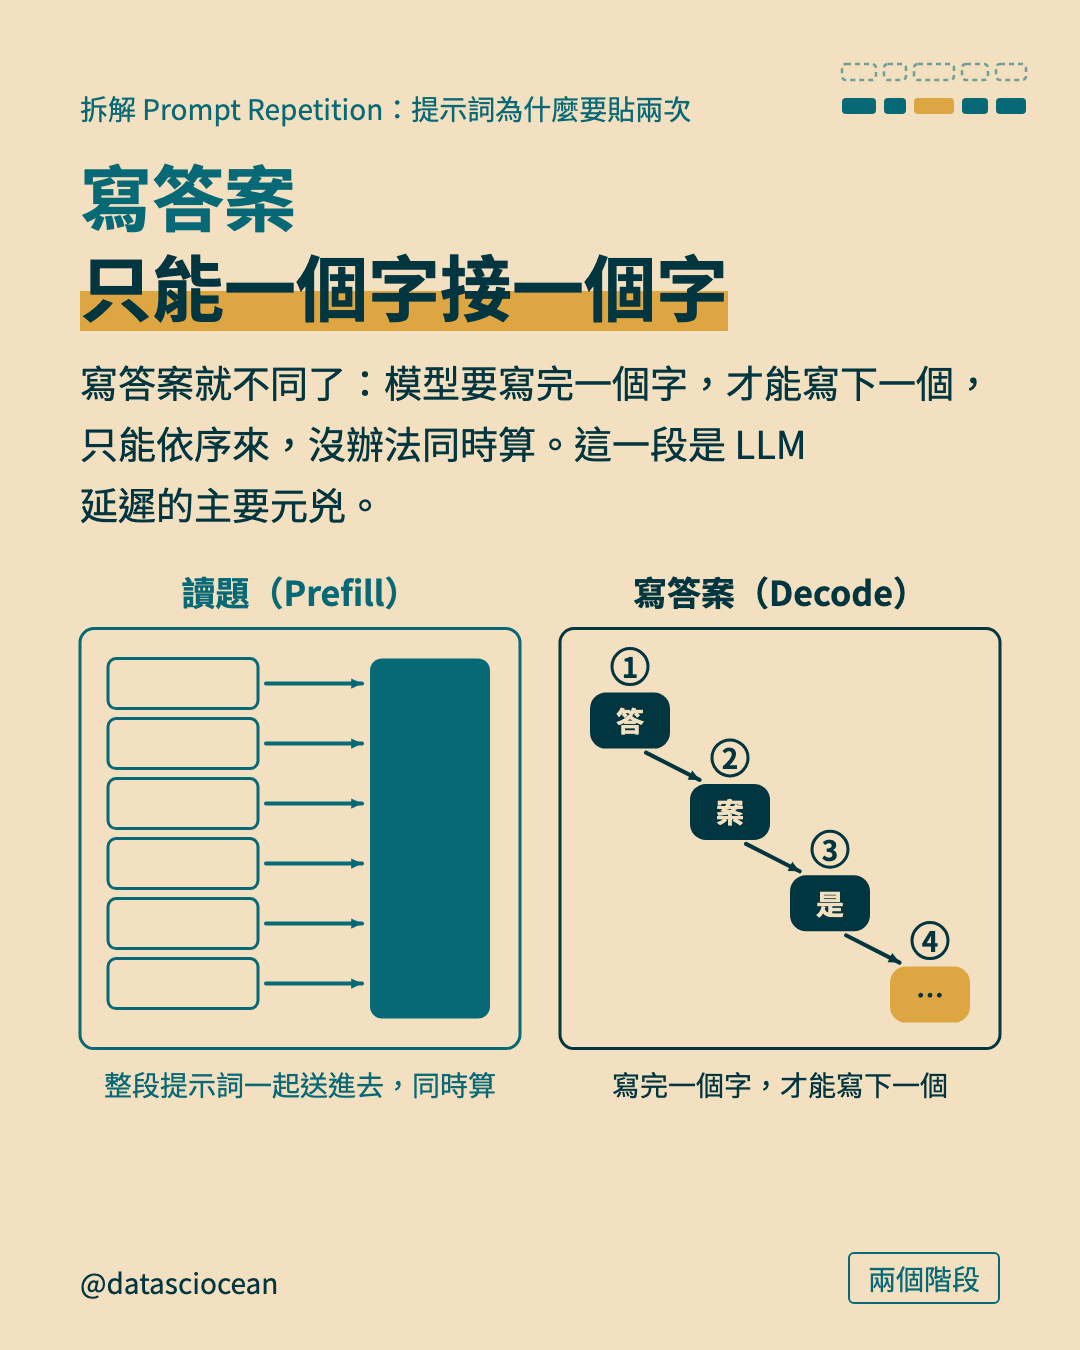 拆解 Prompt Repetition：提示詞為什麼要貼兩次
寫答案
只能一個字接一個字
寫答案就不同了：模型要寫完一個字，才能寫下一個，
只能依序來，沒辦法同時算。這一段是 LLM
延遲的主要元兇。
讀題（Prefill）
寫答案（Decode）
①
答
②
案
③
是
④
…
整段提示詞一起送進去，同時算
寫完一個字，才能寫下一個
@datasciocean
兩個階段